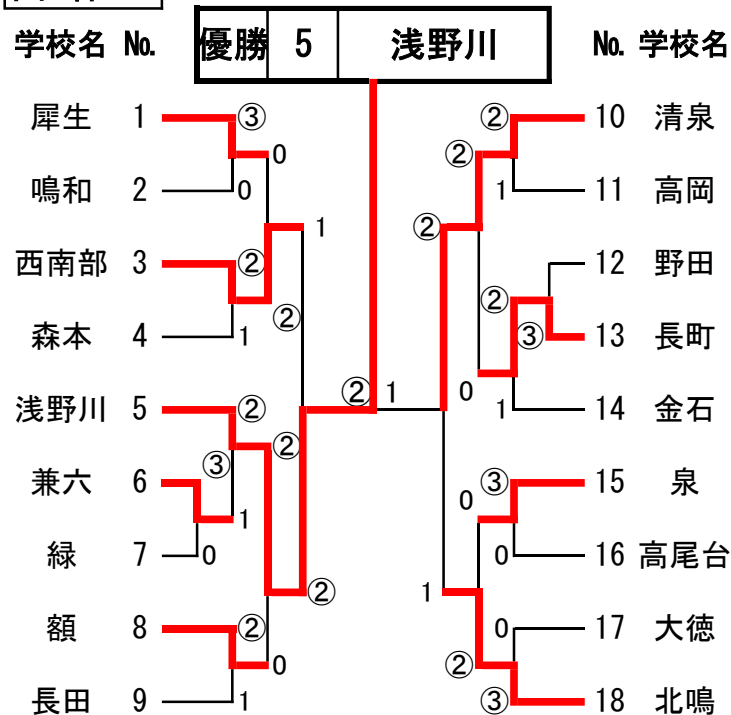 優勝 5 浅野川
学校名 No. No. 学校名
犀生 1 ③ ② 10 清泉
0 ②
鳴和 2 0 1 11 高岡
1 ②
西南部 3 ② 12 野田
② ②
森本 4 1 ③ 13 長町
② 1 0
浅野川 5 ② 1 14 金石
②
兼六 6 ③ ③ 15 泉
1 0
緑 7 0 0 16 高尾台
② 1
額 8 ② 0 17 大徳
0 ②
長田 9 1 ③ 18 北鳴